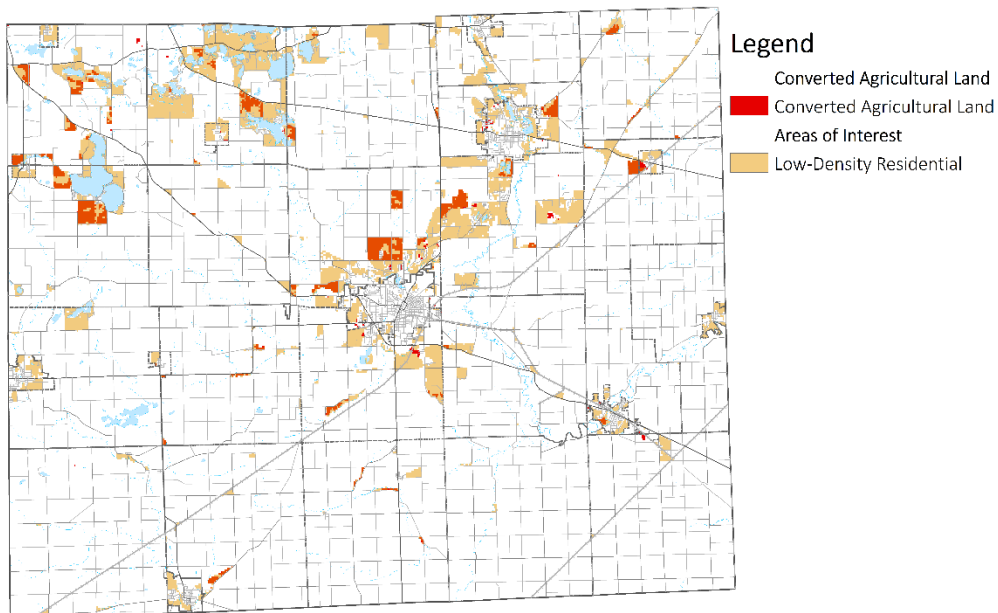 Legend
Converted Agricultural Land
Converted Agricultural Land
Areas of Interest
Low-Density Residential